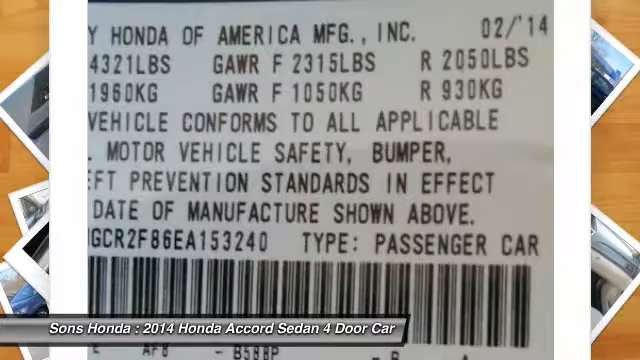 Y HONDA OF AMERICA MFG., INC. 02/'14
4321LBS GAWR F 2315LBS R 2050LBS
1960KG GAWR F 1050KG R 930KG
VEHICLE CONFORMS TO ALL APPLICABLE
MOTOR VEHICLE SAFETY, BUMPER,
EFT PREVENTION STANDARDS IN EFFECT
DATE OF MANUFACTURE SHOWN ABOVE.
GCR2F86EA153240 TYPE: PASSENGER CAR
Sons Honda : 2014 Honda Accord Sedan 4 Door Car